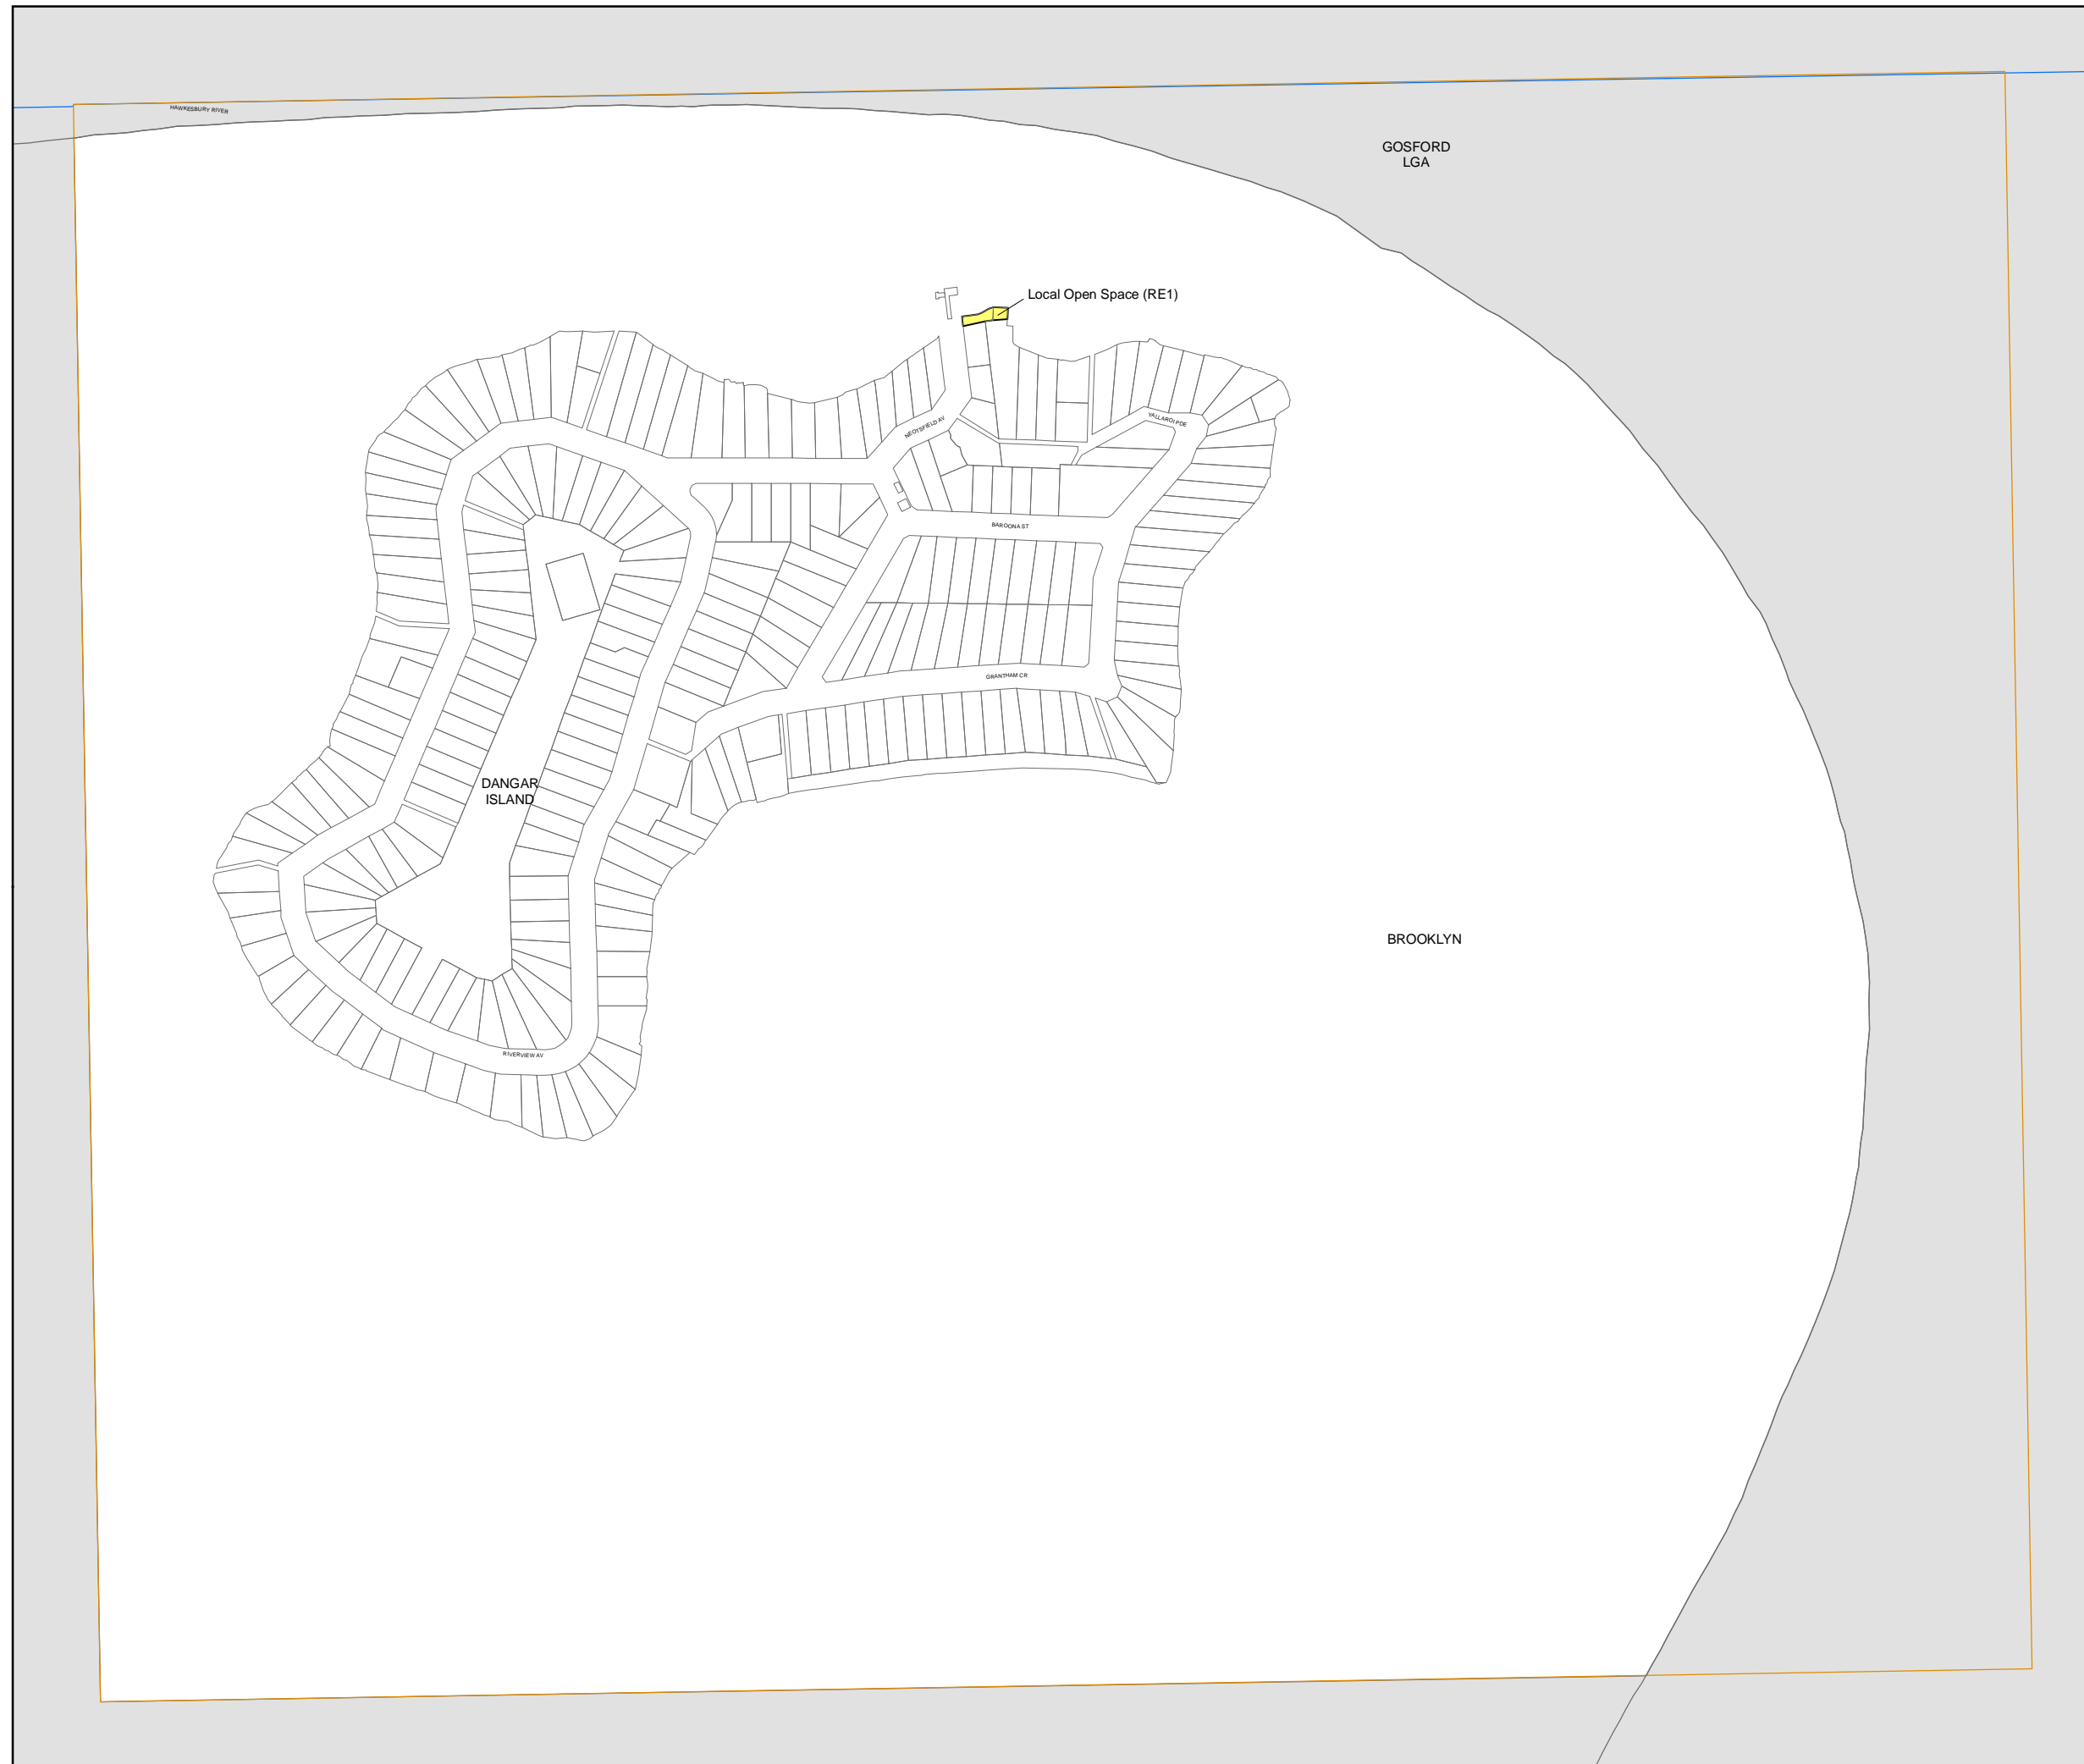 HAWKESBURY RIVER
GOSFORD
LGA
Local Open Space (RE1)
YALLAROI PDE
NEOTSFIELD AV
BAROONA ST
GRANTHAM CR
DANGAR
ISLAND
BROOKLYN
RIVERVIEW AV